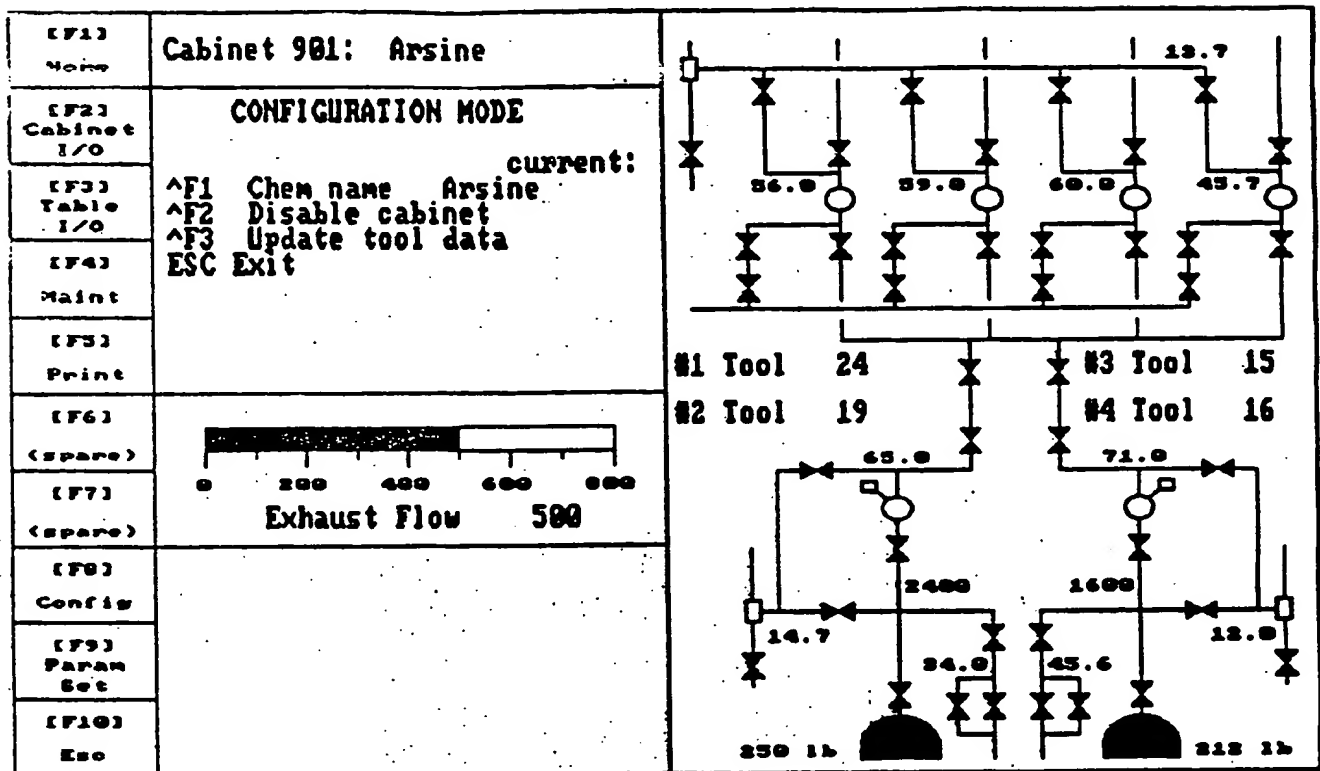 [F1]
Home
[F2]
Cabinet
I/O
[F3]
Table
I/O
[F4]
Maint
[F5]
Print
[F6]
(spare)
[F7]
(spare)
[F8]
Config
[F9]
Param
Set
[F10]
Esc
Cabinet 901: Arsine
CONFIGURATION MODE
current:
^F1 Chem name Arsine
^F2 Disable cabinet
^F3 Update tool data
ESC Exit
0 200 400 600 800
Exhaust Flow 500
13.7
56.0 59.0 60.0 45.7
#1 Tool 24 #3 Tool 15
#2 Tool 19 #4 Tool 16
65.0 71.0
2400 1600
14.7 12.0
34.0 45.6
250 lb 212 lb